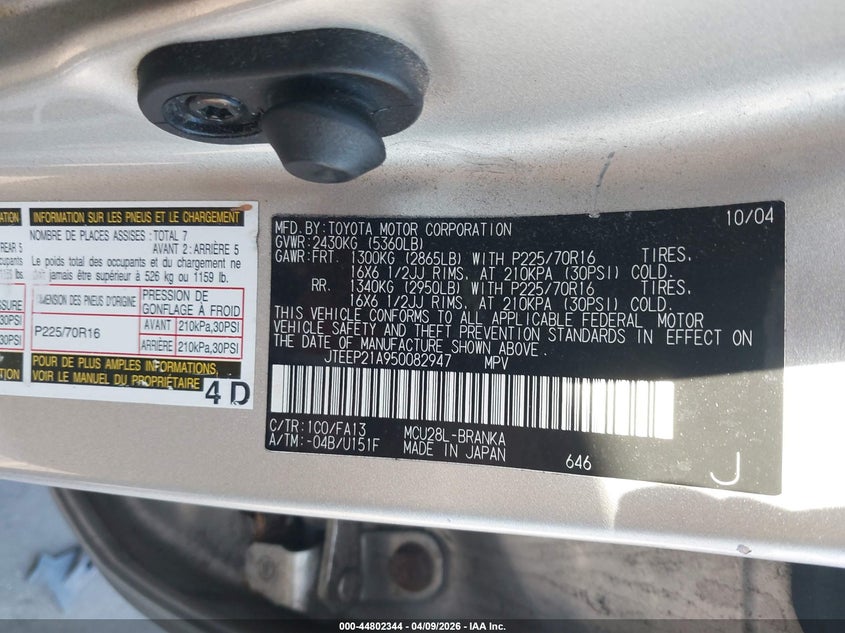 ATION
INFORMATION SUR LES PNEUS ET LE CHARGEMENT
NOMBRE DE PLACES ASSISES : TOTAL 7
REAR 5
AVANT 2 : ARRIÈRE 5
lbs.
Le poids total des occupants et du chargement ne
doit jamais être supérieur à 526 kg ou 1159 lb.
DIMENSION DES PNEUS D'ORIGINE
PRESSION DE GONFLAGE À FROID
P225/70R16
AVANT 210kPa,30PSI
ARRIÈRE 210kPa,30PSI
POUR DE PLUS AMPLES INFORMATIONS,
VOIR LE MANUEL DU PROPRIÉTAIRE
4D
MFD.BY:TOYOTA MOTOR CORPORATION 10/04
GVWR:2430KG (5360LB)
GAWR:FRT. 1300KG (2865LB) WITH P225/70R16 TIRES,
16X6 1/2JJ RIMS, AT 210KPA (30PSI) COLD.
RR. 1340KG (2950LB) WITH P225/70R16 TIRES,
16X6 1/2JJ RIMS, AT 210KPA (30PSI) COLD.
THIS VEHICLE CONFORMS TO ALL APPLICABLE FEDERAL MOTOR
VEHICLE SAFETY AND THEFT PREVENTION STANDARDS IN EFFECT ON
THE DATE OF MANUFACTURE SHOWN ABOVE.
JTEEP21A950082947 MPV
C/TR:1C0/FA13 MCU28L-BRANKA
A/TM:-04B/U151F MADE IN JAPAN
646
J
000-44802344 | 04/09/2026 - IAA Inc.